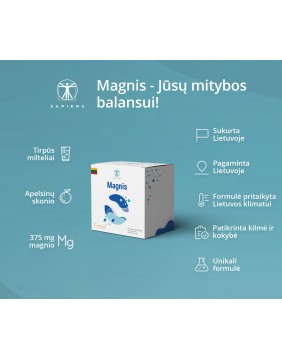 SAPIENS
Magnis - Jūsų mitybos
balansui!
Tirpūs
milteliai
Apelsinų
skonio
375 mg
magnio
Mg
Magnis
Sukurta
Lietuvoje
Pagaminta
Lietuvoje
Formulė pritaikyta
Lietuvos klimatui
Patikrinta kilmė ir
kokybė
Unikali
formulė